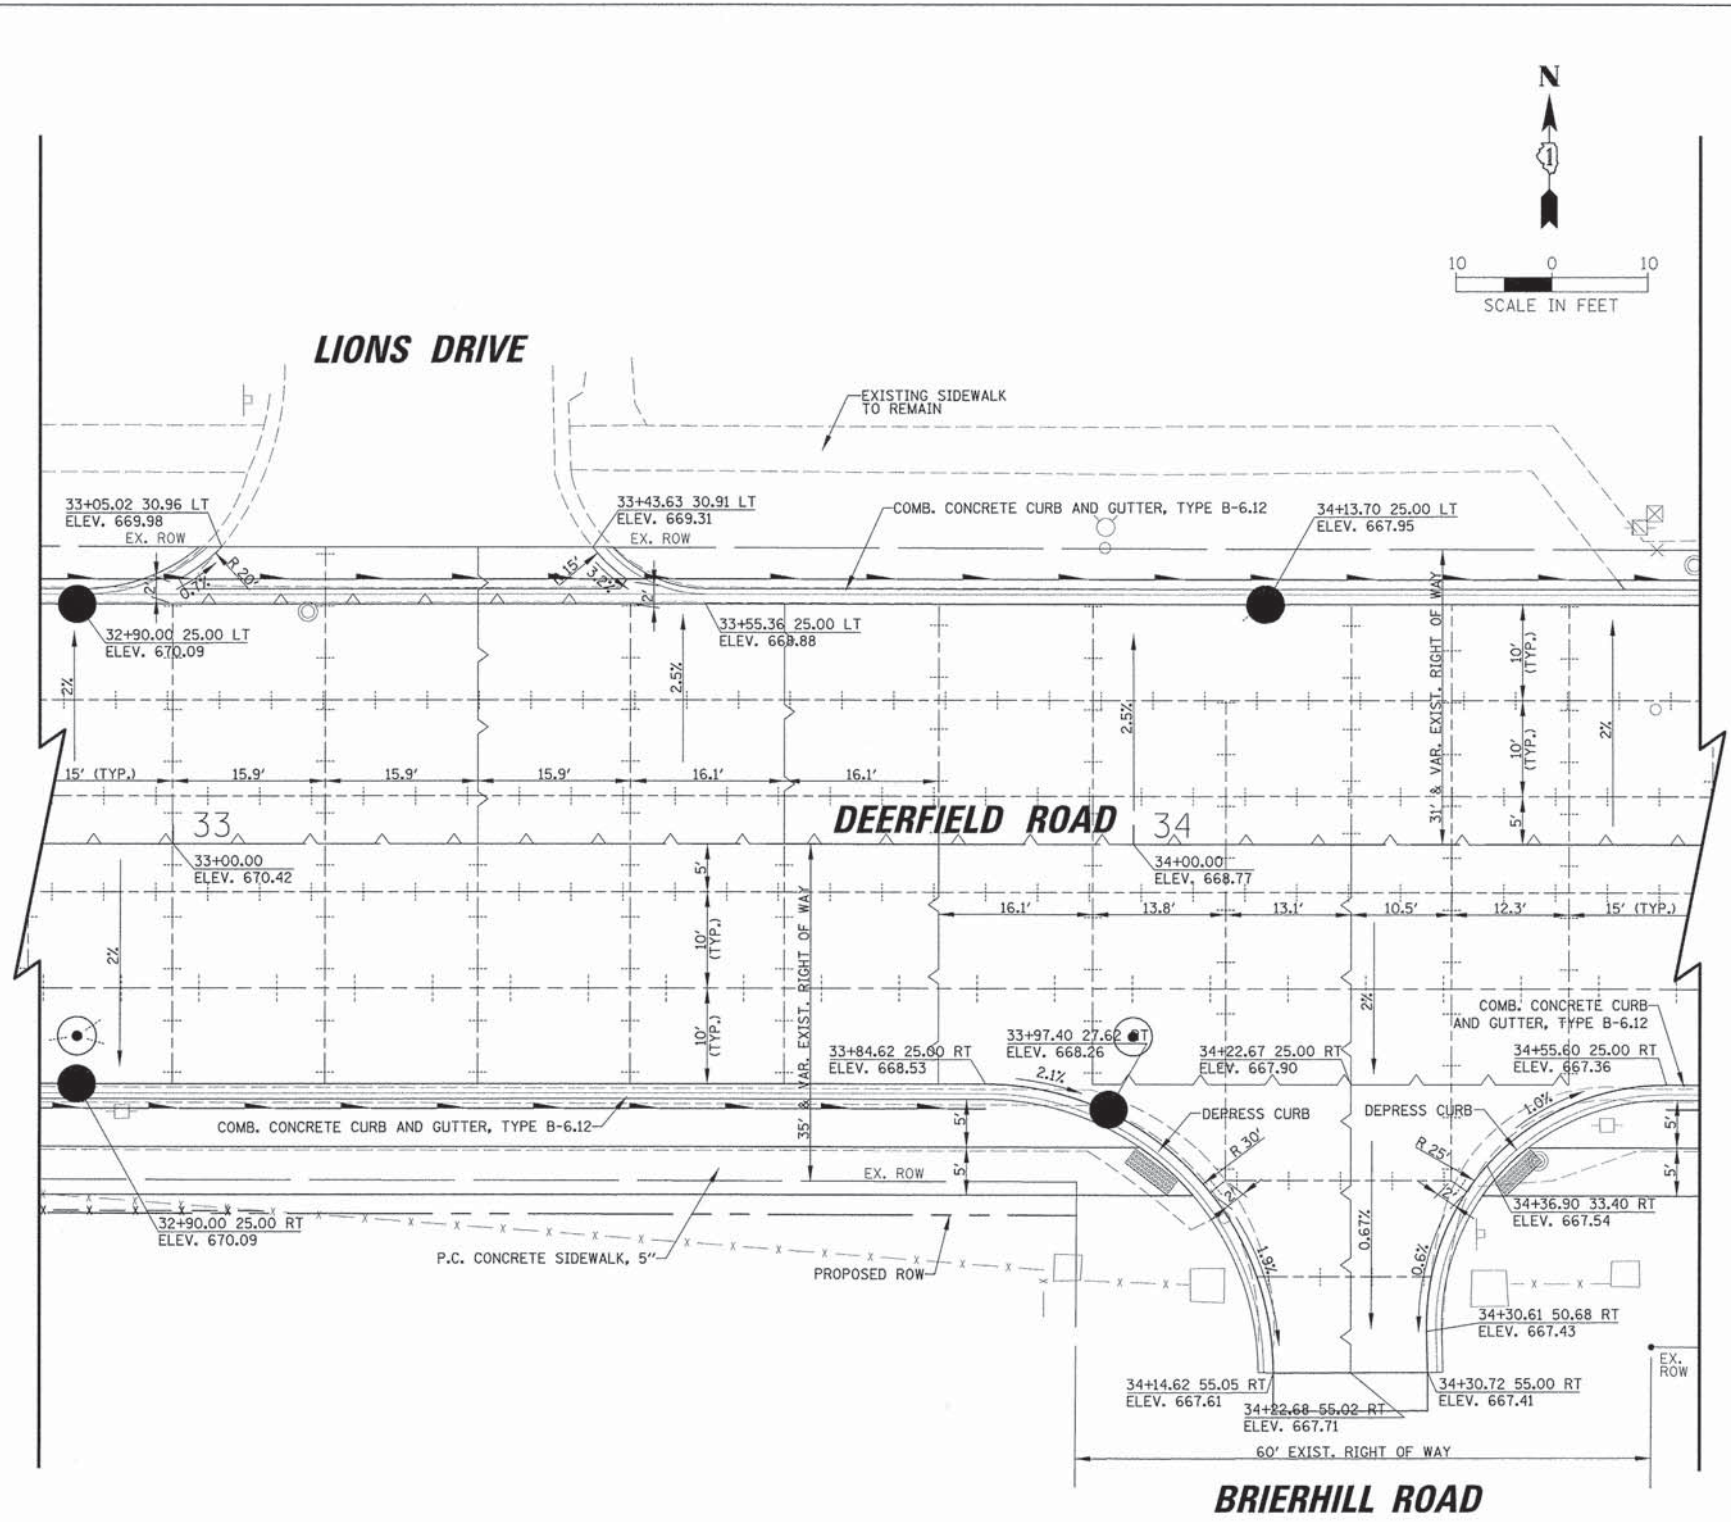 N
1
10 0 10
SCALE IN FEET
LIONS DRIVE
EXISTING SIDEWALK
TO REMAIN
33+05.02 30.96 LT
ELEV. 669.98
EX. ROW
33+43.63 30.91 LT
ELEV. 669.31
EX. ROW
COMB. CONCRETE CURB AND GUTTER, TYPE B-6.12
34+13.70 25.00 LT
ELEV. 667.95
2'
0.7%
R 20'
15'
3.2%
2'
32+90.00 25.00 LT
ELEV. 670.09
33+55.36 25.00 LT
ELEV. 668.88
2%
2.5%
2.5%
31' & VAR. EXIST. RIGHT OF WAY
10'
(TYP.)
10'
(TYP.)
5'
2%
15' (TYP.)
15.9'
15.9'
15.9'
16.1'
16.1'
DEERFIELD ROAD
33
34
33+00.00
ELEV. 670.42
34+00.00
ELEV. 668.77
5'
10'
(TYP.)
10'
(TYP.)
35' & VAR. EXIST. RIGHT OF WAY
16.1'
13.8'
13.1'
10.5'
12.3'
15' (TYP.)
2%
2%
COMB. CONCRETE CURB
AND GUTTER, TYPE B-6.12
33+84.62 25.00 RT
ELEV. 668.53
33+97.40 27.62 RT
ELEV. 668.26
34+22.67 25.00 RT
ELEV. 667.90
34+55.60 25.00 RT
ELEV. 667.36
2.1%
DEPRESS CURB
DEPRESS CURB
1.0%
COMB. CONCRETE CURB AND GUTTER, TYPE B-6.12
5'
5'
R 30'
R 25'
5'
5'
EX. ROW
2'
2'
32+90.00 25.00 RT
ELEV. 670.09
P.C. CONCRETE SIDEWALK, 5"
PROPOSED ROW
1.9%
0.67%
0.6%
34+36.90 33.40 RT
ELEV. 667.54
34+30.61 50.68 RT
ELEV. 667.43
EX.
ROW
34+14.62 55.05 RT
ELEV. 667.61
34+22.68 55.02 RT
ELEV. 667.71
34+30.72 55.00 RT
ELEV. 667.41
60' EXIST. RIGHT OF WAY
BRIERHILL ROAD